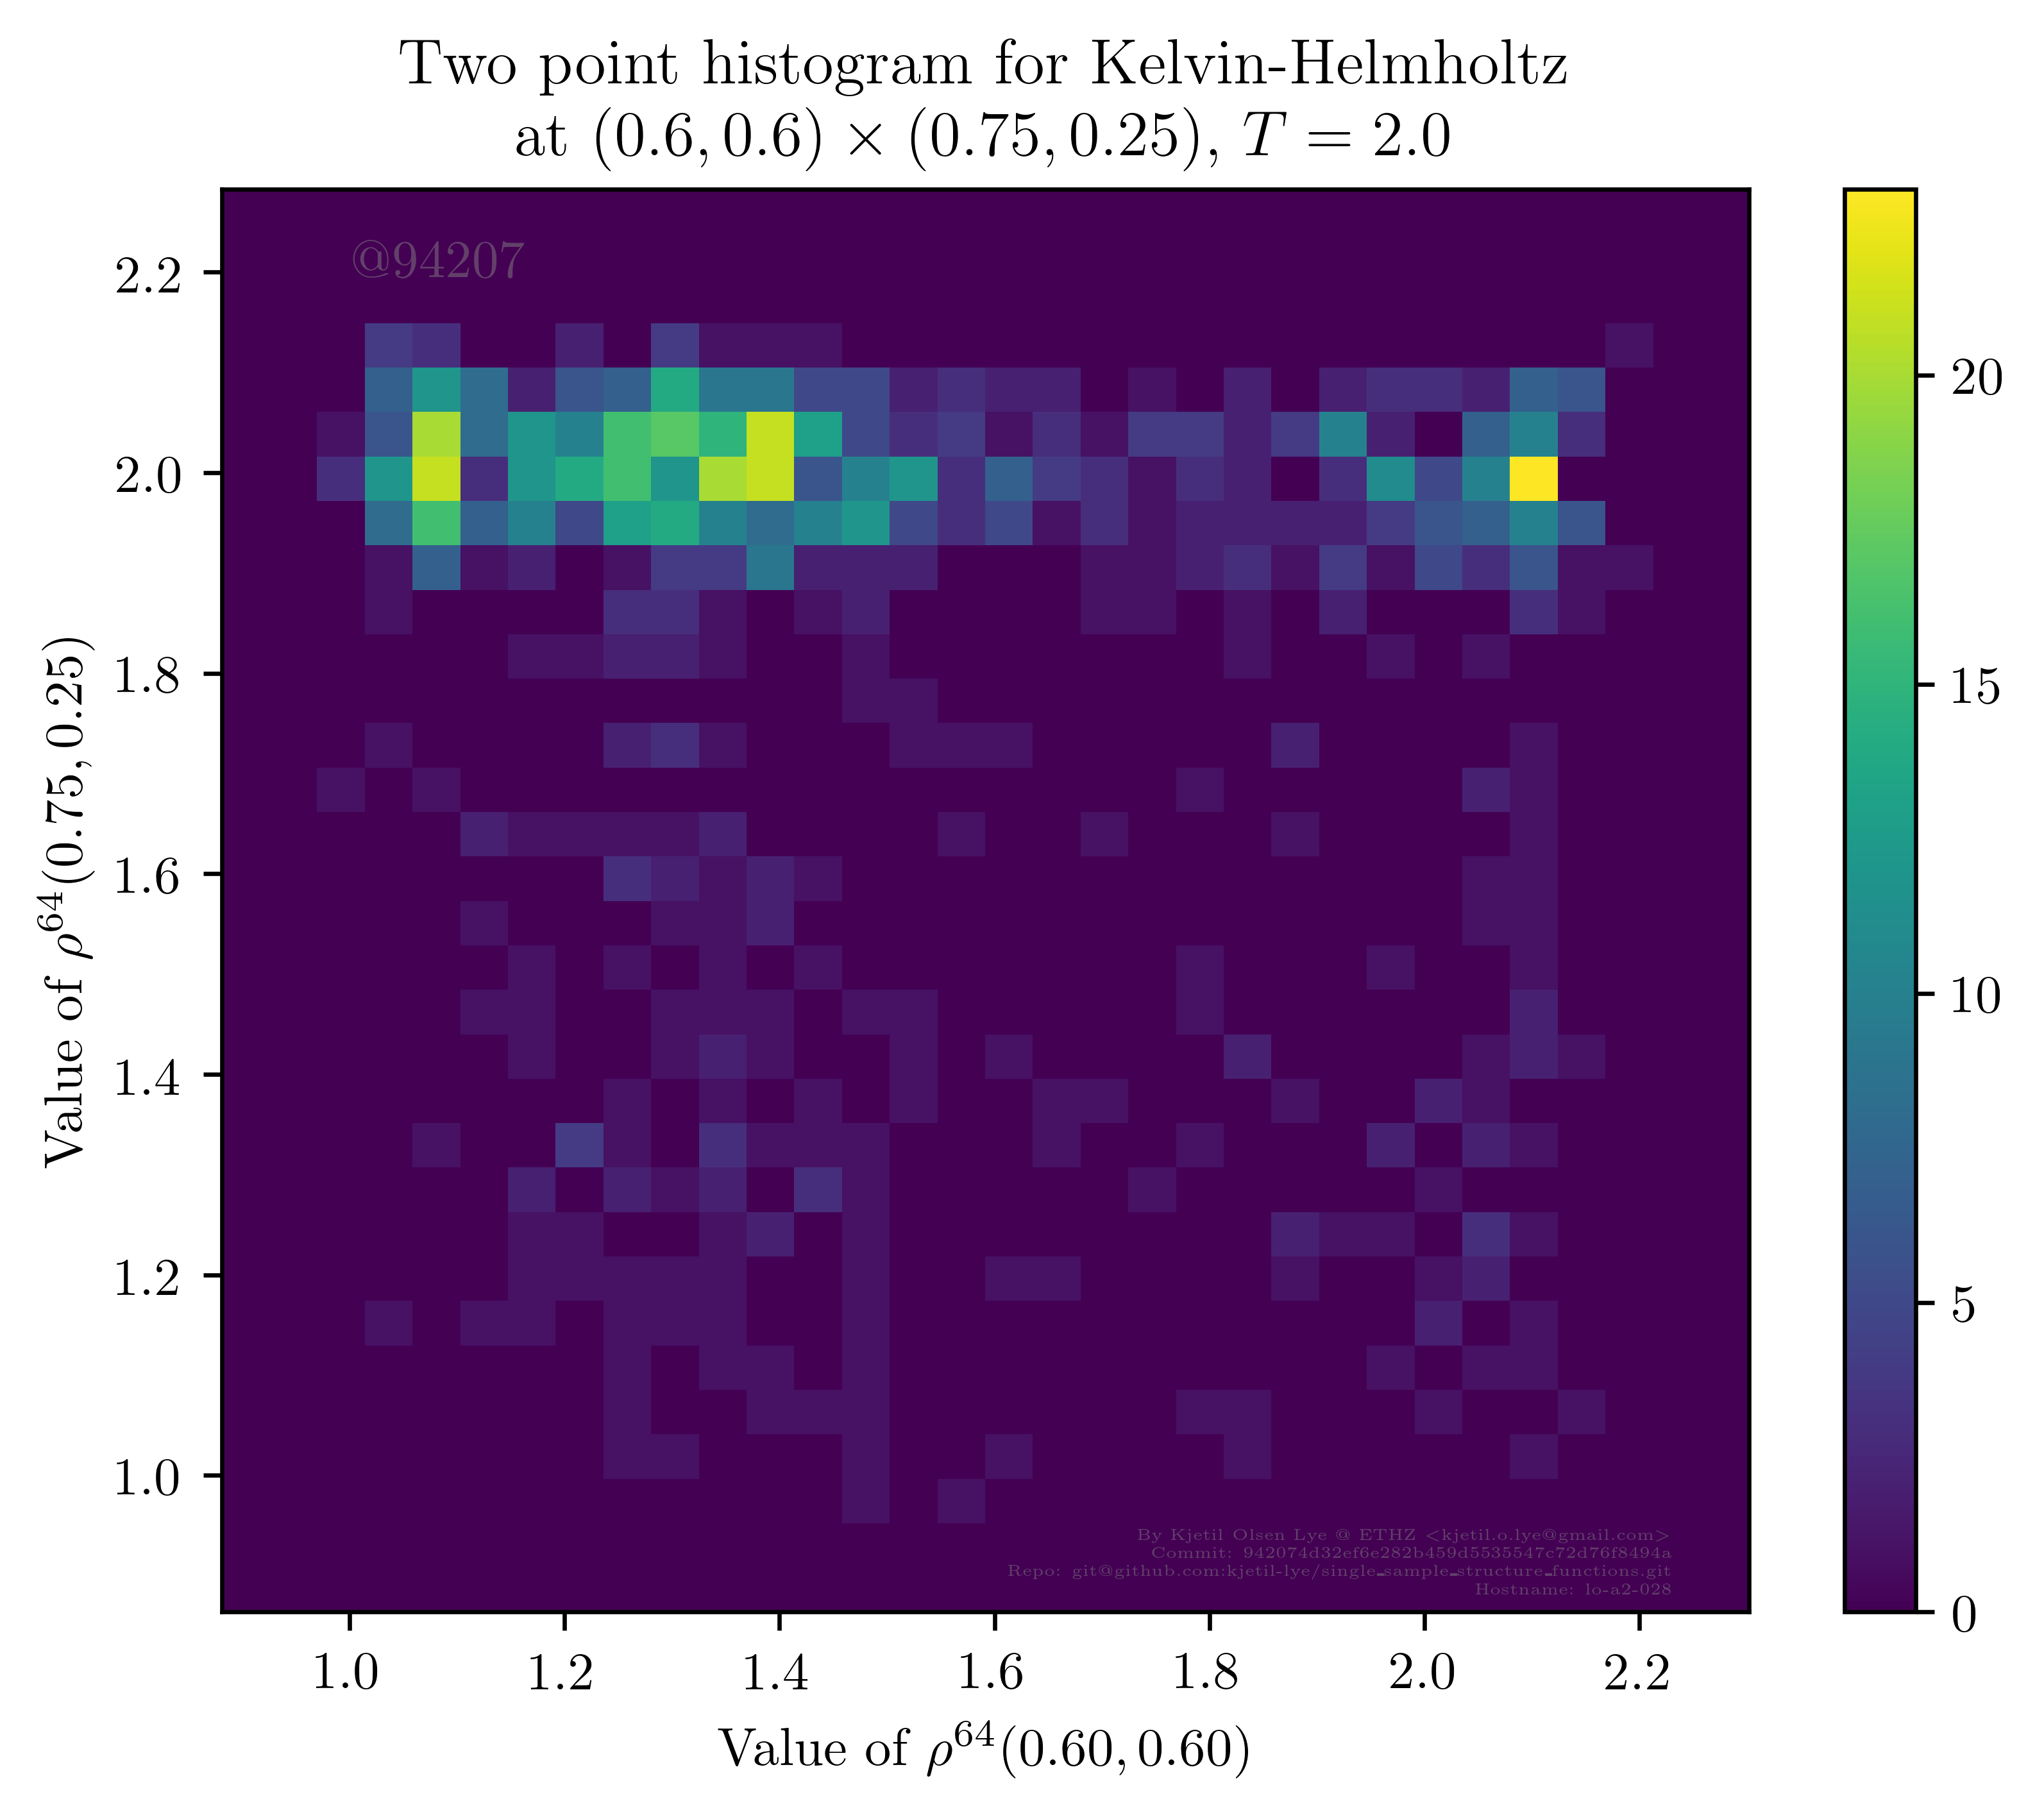 Two point histogram for Kelvin-Helmholtz
at (0.6, 0.6) × (0.75, 0.25), T = 2.0
@94207
2.2
2.0
1.8
1.6
1.4
1.2
1.0
Value of ρ^64(0.75, 0.25)
20
15
10
5
0
By Kjetil Olsen Lye @ ETHZ <kjetil.o.lye@gmail.com>
Commit: 942074d32ef6e282b459d5535547c72d76f8494a
Repo: git@github.com:kjetil-lye/single_sample_structure_functions.git
Hostname: lo-a2-028
1.0 1.2 1.4 1.6 1.8 2.0 2.2
Value of ρ^64(0.60, 0.60)